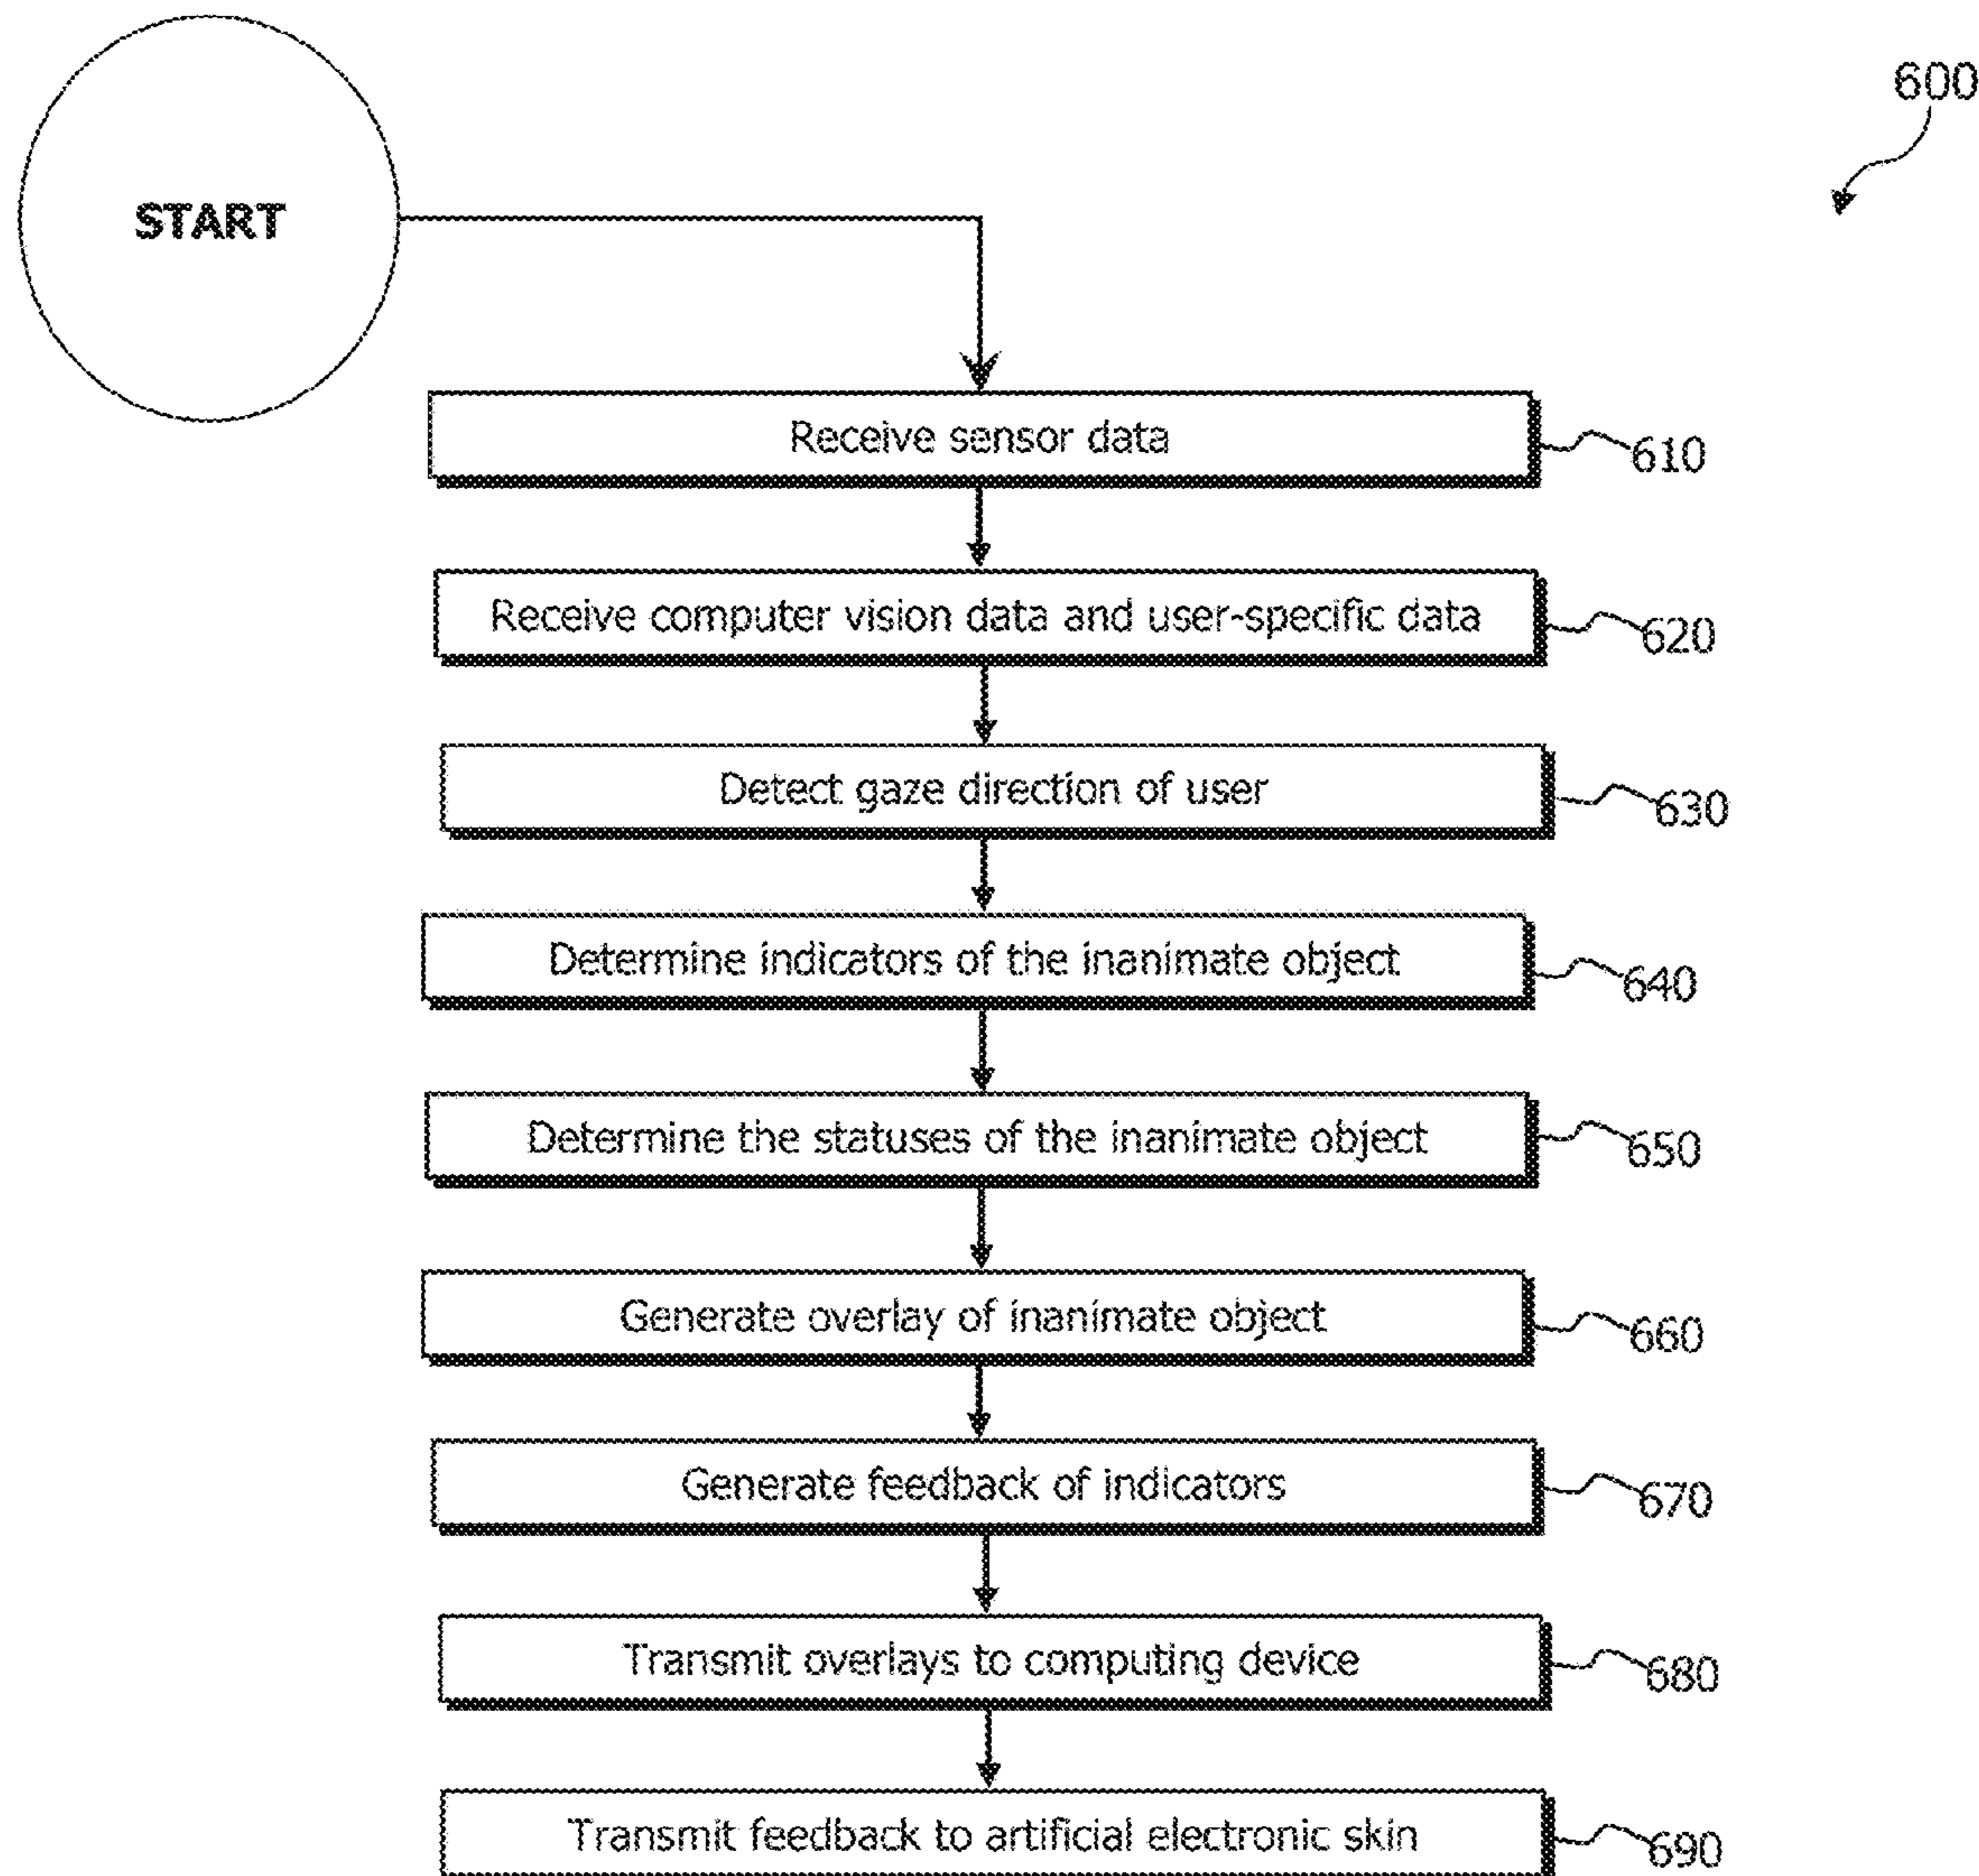 600
START
Receive sensor data
610
Receive computer vision data and user-specific data
620
Detect gaze direction of user
630
Determine indicators of the inanimate object
640
Determine the statuses of the inanimate object
650
Generate overlay of inanimate object
660
Generate feedback of indicators
670
Transmit overlays to computing device
680
Transmit feedback to artificial electronic skin
690